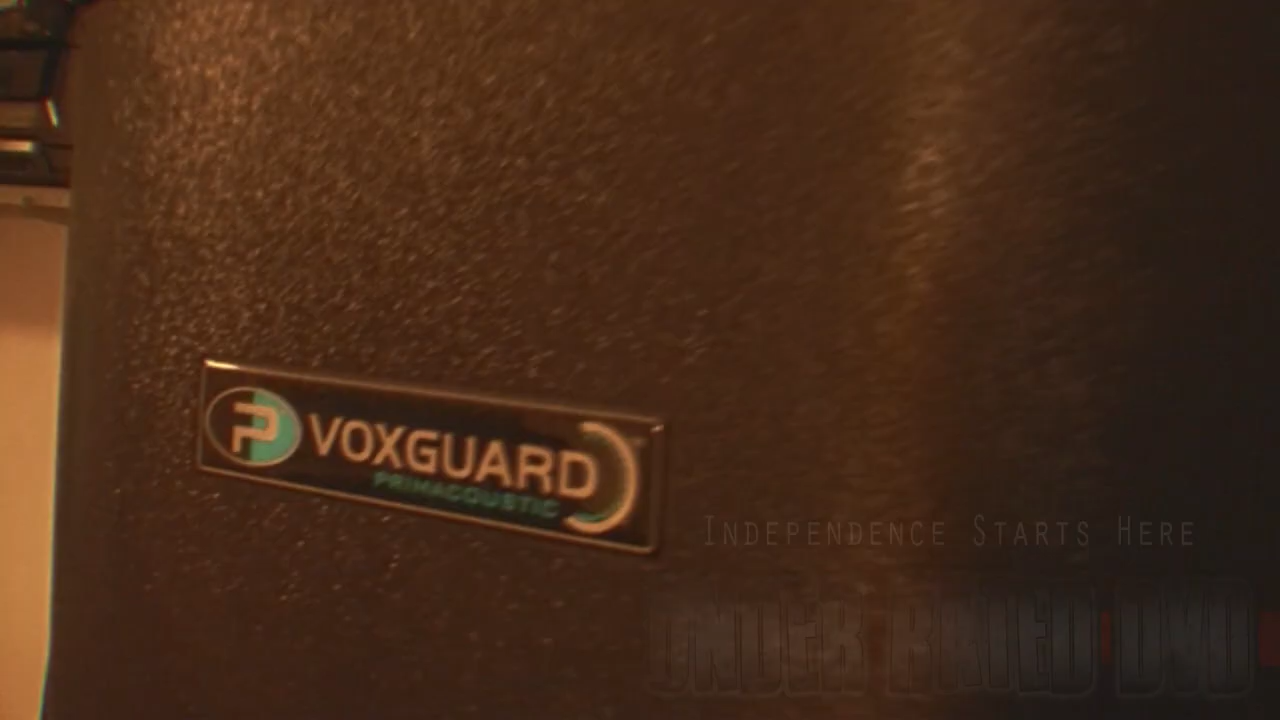 P VOXGUARD
PRIMACOUSTIC
Independence Starts Here
UNDER RATED DVD